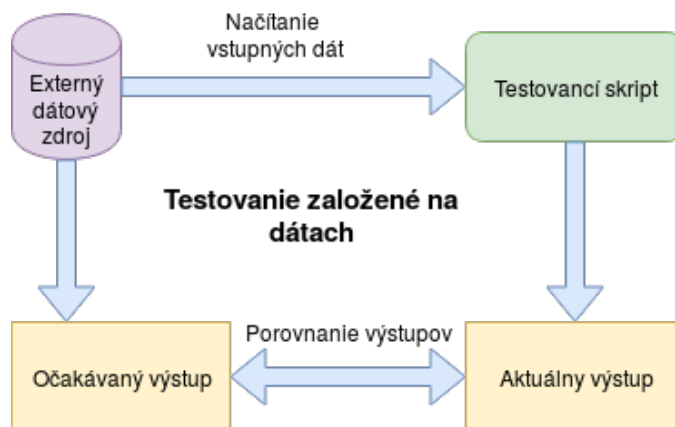 Načítanie
vstupných dát
Externý
dátový
zdroj
Testovancí skript
Testovanie založené na
dátach
Porovnanie výstupov
Očakávaný výstup
Aktuálny výstup